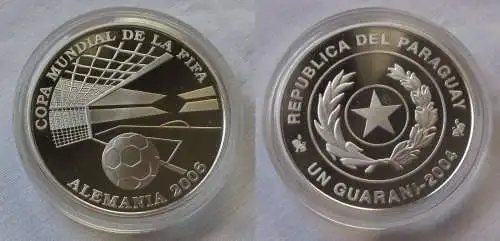 COPA MUNDIAL DE LA FIFA
ALEMANIA 2006
REPUBLICA DEL PARAGUAY
UN GUARANI-2004